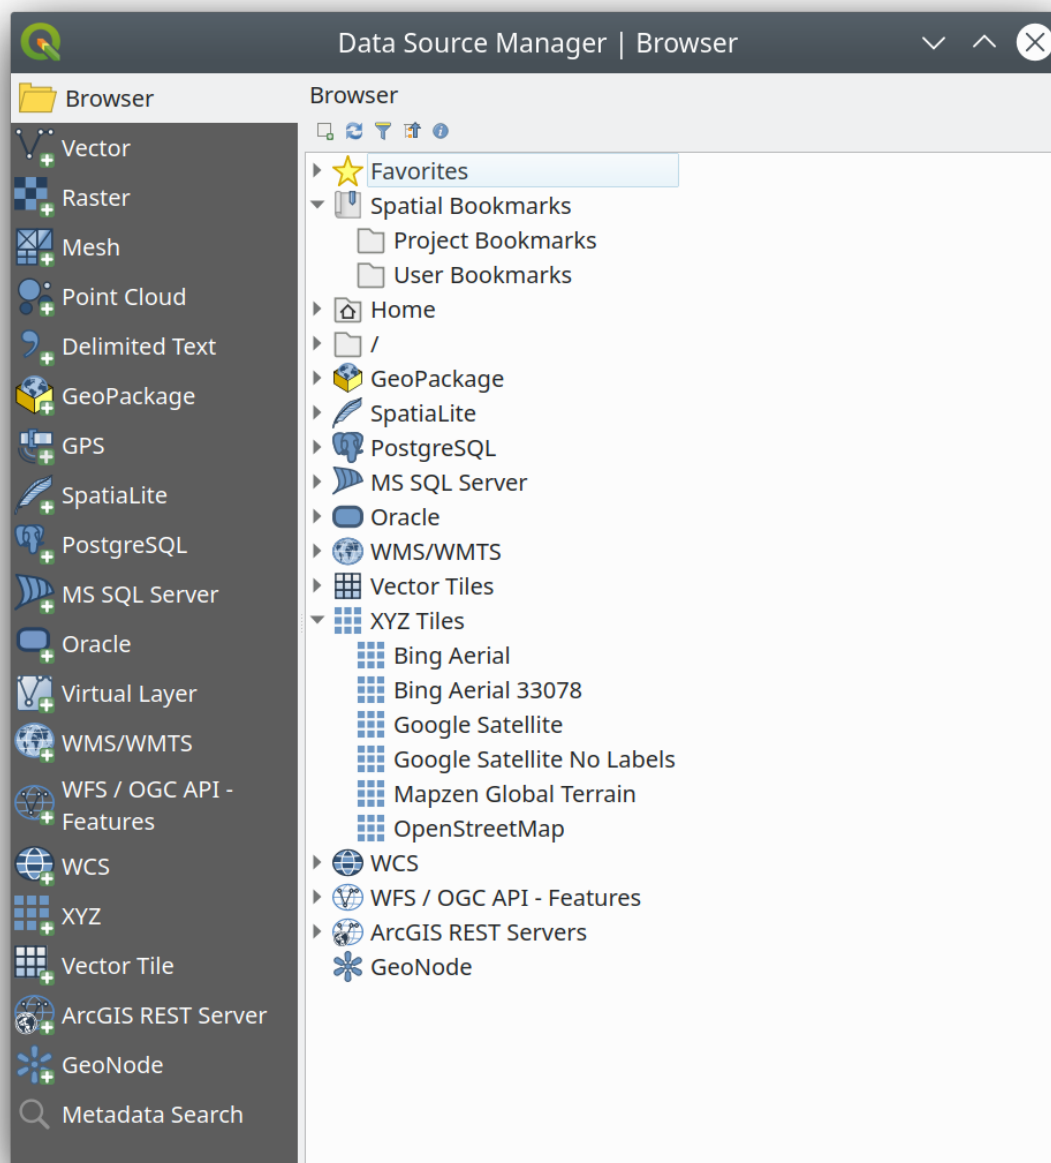 Data Source Manager | Browser
Browser
Vector
Raster
Mesh
Point Cloud
Delimited Text
GeoPackage
GPS
SpatiaLite
PostgreSQL
MS SQL Server
Oracle
Virtual Layer
WMS/WMTS
WFS / OGC API -
Features
WCS
XYZ
Vector Tile
ArcGIS REST Server
GeoNode
Metadata Search
Browser
Favorites
Spatial Bookmarks
Project Bookmarks
User Bookmarks
Home
/
GeoPackage
SpatiaLite
PostgreSQL
MS SQL Server
Oracle
WMS/WMTS
Vector Tiles
XYZ Tiles
Bing Aerial
Bing Aerial 33078
Google Satellite
Google Satellite No Labels
Mapzen Global Terrain
OpenStreetMap
WCS
WFS / OGC API - Features
ArcGIS REST Servers
GeoNode